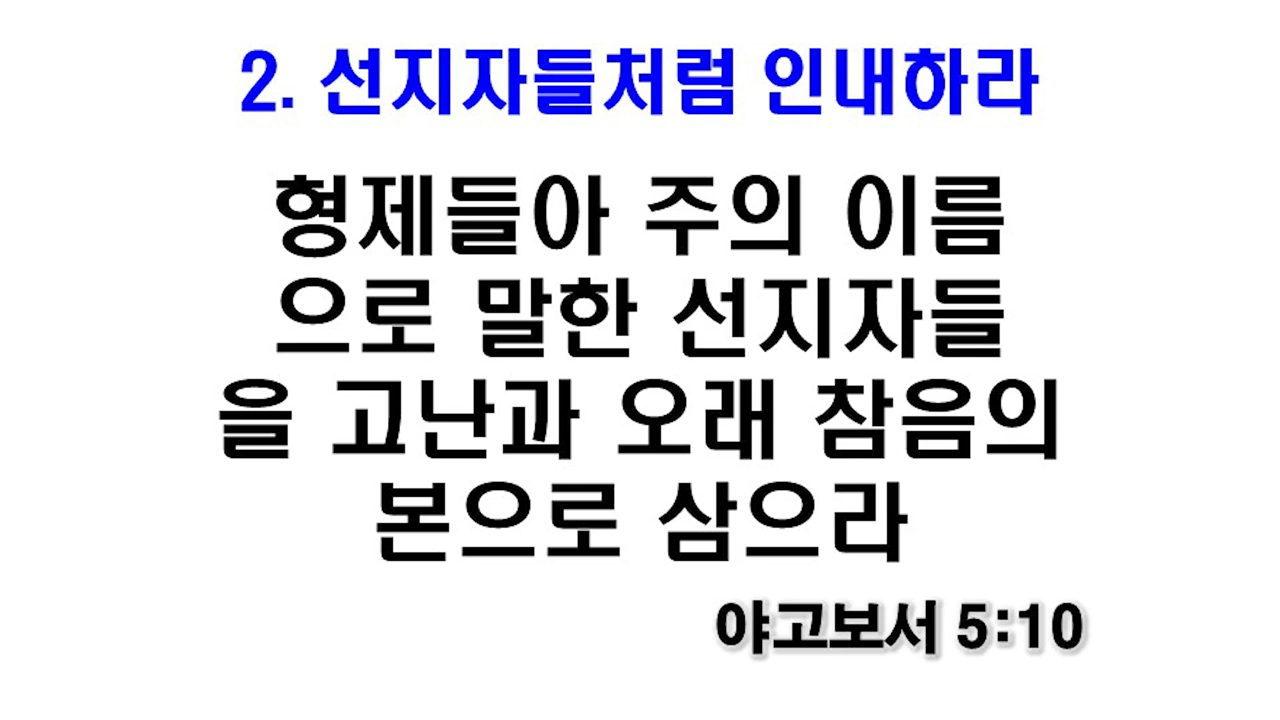 2. 선지자들처럼 인내하라
형제들아 주의 이름
으로 말한 선지자들
을 고난과 오래 참음의
본으로 삼으라
야고보서 5:10